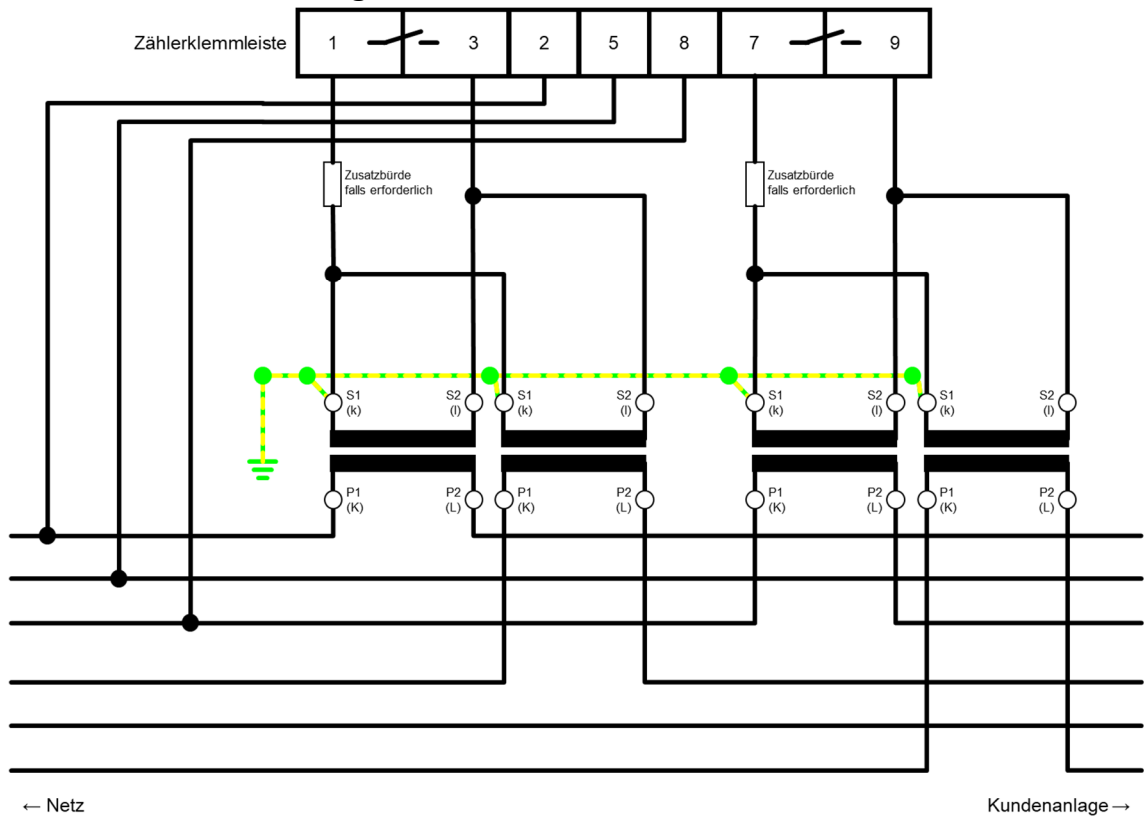 Zählerklemmleiste
1
3
2
5
8
7
9
Zusatzbürde
falls erforderlich
Zusatzbürde
falls erforderlich
S1
(k)
S2
(l)
S1
(k)
S2
(l)
S1
(k)
S2
(l)
S1
(k)
S2
(l)
P1
(K)
P2
(L)
P1
(K)
P2
(L)
P1
(K)
P2
(L)
P1
(K)
P2
(L)
← Netz
Kundenanlage →